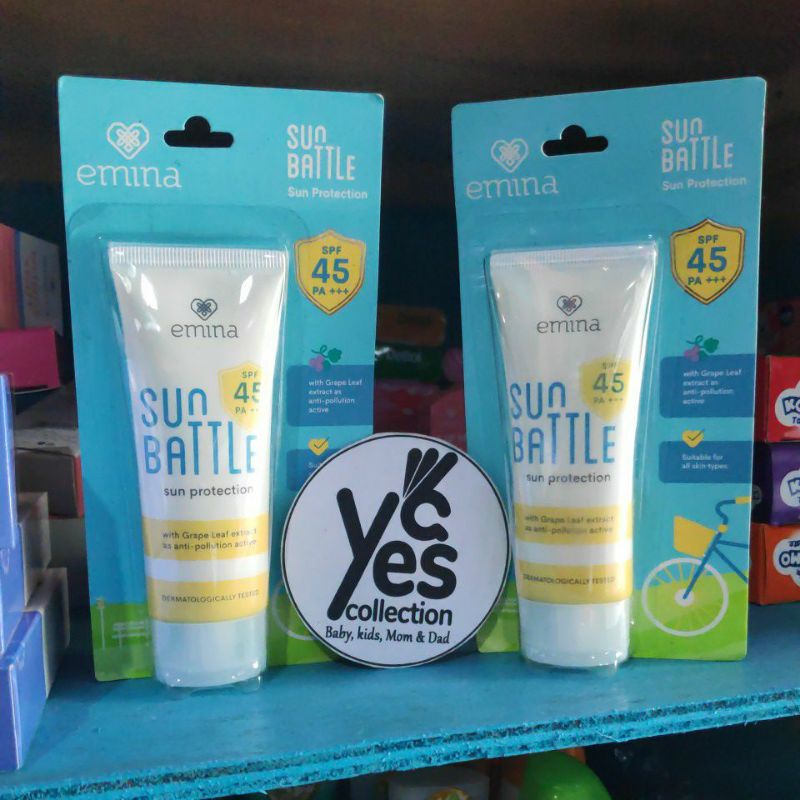 emina
SUN
BATTLE
Sun Protection
SPF
45
PA +++
with Grape Leaf
extract as
anti-pollution
active
emina
SPF
45
PA
SUN
BATTLE
sun protection
with Grape Leaf extract
as anti-pollution active
DERMATOLOGICALLY TESTED
emina
SUN
BATTLE
Sun Protection
SPF
45
PA +++
with Grape Leaf
extract as
anti-pollution
active
Suitable for
all skin-types
emina
SPF
45
PA +++
SUN
BATTLE
sun protection
with Grape Leaf extract
as anti-pollution active
DERMATOLOGICALLY TESTED
yes
collection
Baby, kids, Mom & Dad